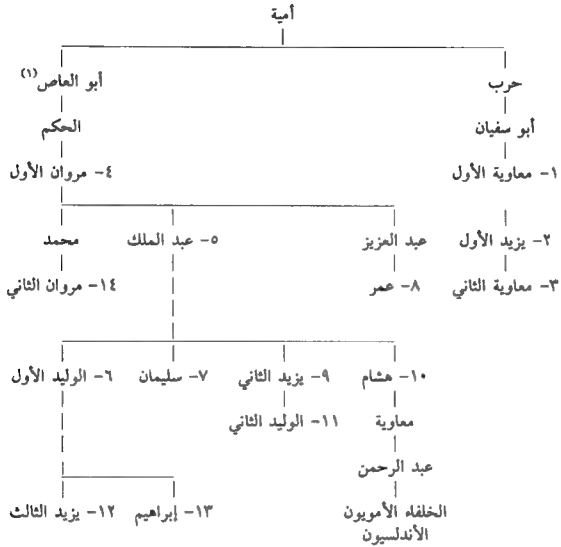 أمية
حرب
أبو العاص(١)
أبو سفيان
الحكم
١- معاوية الأول
٤- مروان الأول
٢- يزيد الأول
عبد العزيز
٥- عبد الملك
محمد
٣- معاوية الثاني
٨- عمر
١٤- مروان الثاني
١٠- هشام
٩- يزيد الثاني
٧- سليمان
٦- الوليد الأول
معاوية
١١- الوليد الثاني
عبد الرحمن
الخلفاء الأمويون
الأندلسيون
١٣- إبراهيم
١٢- يزيد الثالث